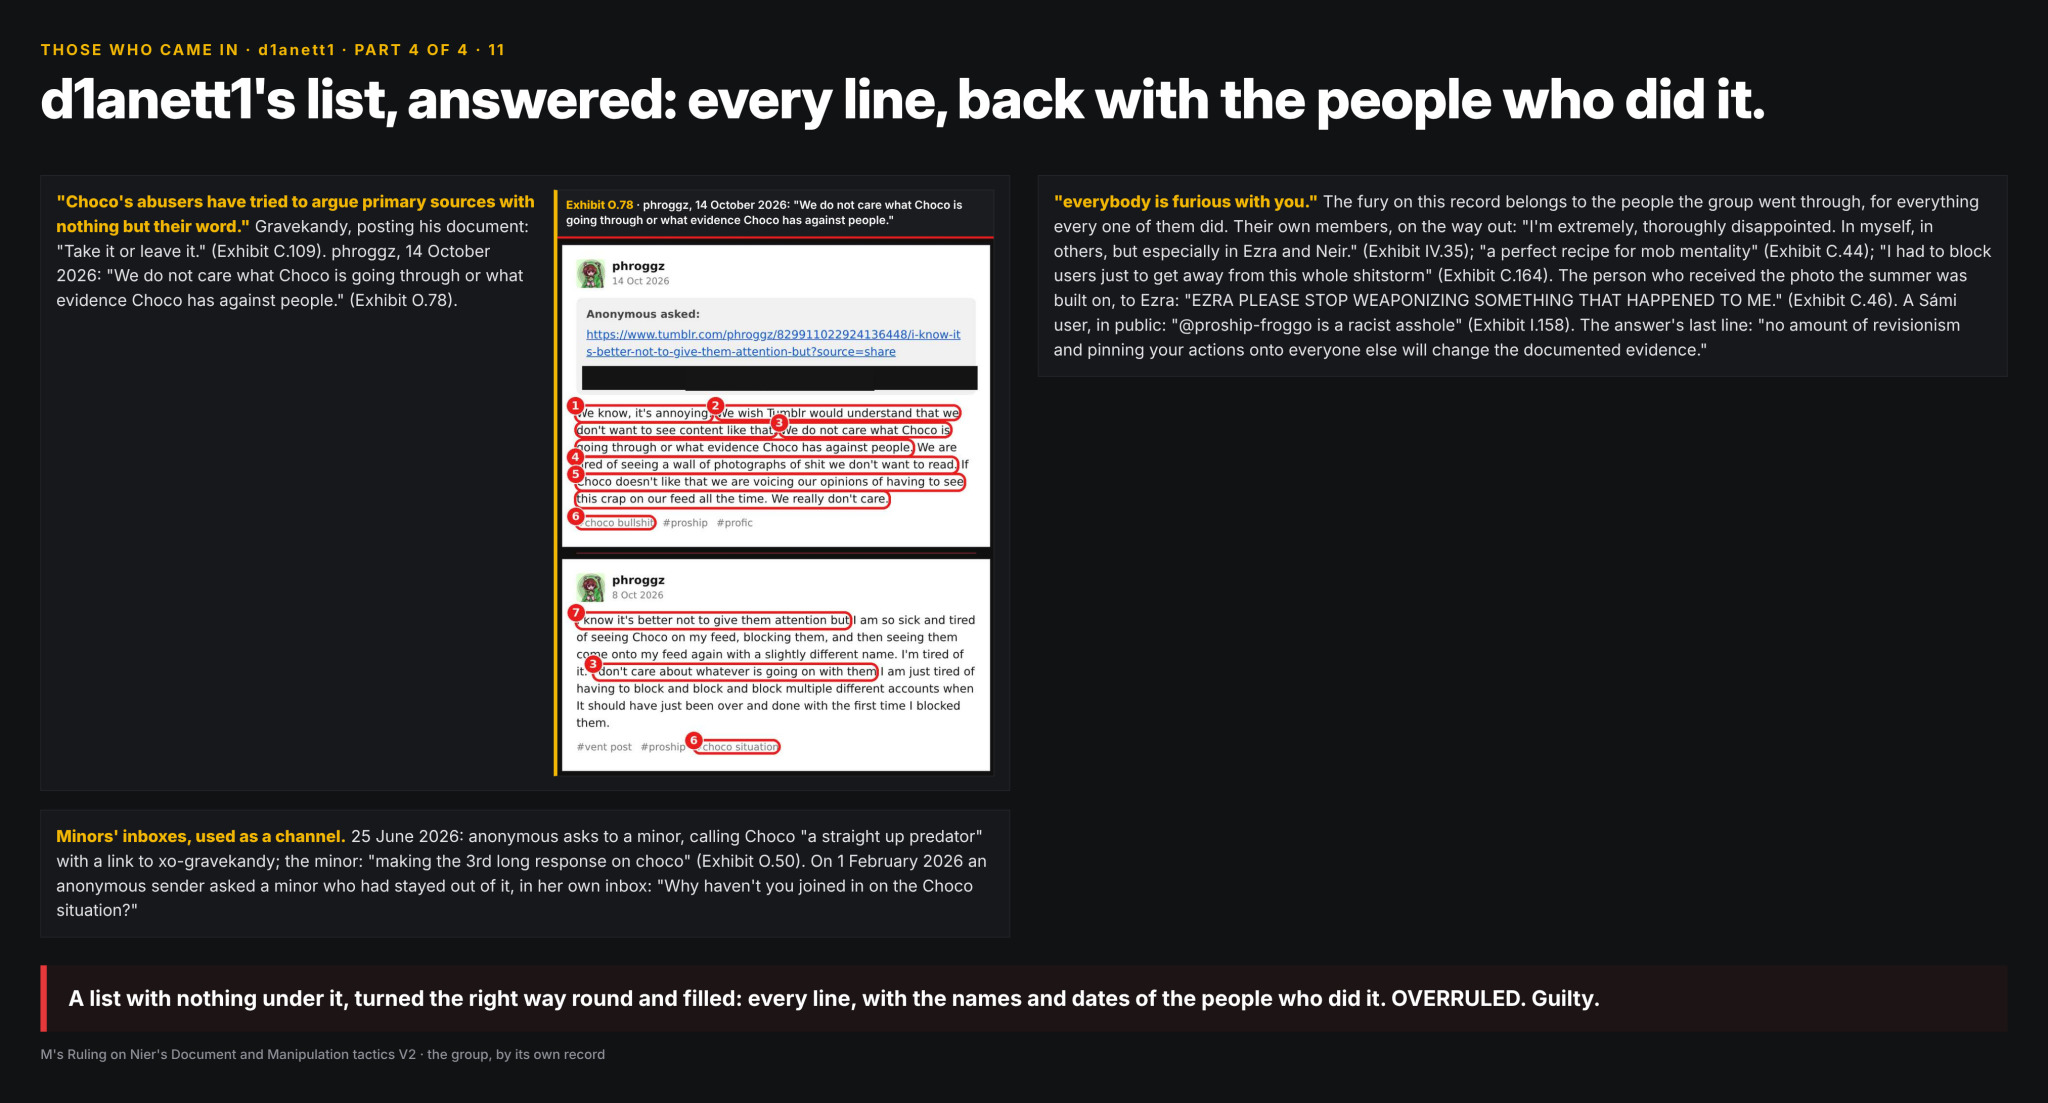 THOSE WHO CAME IN · d1anett1 · PART 4 OF 4 · 11
d1anett1's list, answered: every line, back with the people who did it.
"Choco's abusers have tried to argue primary sources with
nothing but their word." Gravekandy, posting his document:
"Take it or leave it." (Exhibit C.109). phroggz, 14 October
2026: "We do not care what Choco is going through or what
evidence Choco has against people." (Exhibit O.78).
Exhibit O.78 · phroggz, 14 October 2026: "We do not care what Choco is
going through or what evidence Choco has against people."
phroggz
14 Oct 2026
Anonymous asked:
https://www.tumblr.com/phroggz/829911022924136448/i-know-it
s-better-not-to-give-them-attention-but?source=share
1 2
We know, it's annoying. We wish Tumblr would understand that we
3
don't want to see content like that. We do not care what Choco is
going through or what evidence Choco has against people. We are
4
tired of seeing a wall of photographs of shit we don't want to read. If
5
Choco doesn't like that we are voicing our opinions of having to see
this crap on our feed all the time. We really don't care.
6
#choco bullshit #proship #profic
phroggz
8 Oct 2026
7
I know it's better not to give them attention but I am so sick and tired
of seeing Choco on my feed, blocking them, and then seeing them
come onto my feed again with a slightly different name. I'm tired of
3
it. I don't care about whatever is going on with them I am just tired of
having to block and block and block multiple different accounts when
It should have just been over and done with the first time I blocked
them.
6
#vent post #proship #choco situation
Minors' inboxes, used as a channel. 25 June 2026: anonymous asks to a minor, calling Choco "a straight up predator"
with a link to xo-gravekandy; the minor: "making the 3rd long response on choco" (Exhibit O.50). On 1 February 2026 an
anonymous sender asked a minor who had stayed out of it, in her own inbox: "Why haven't you joined in on the Choco
situation?"
"everybody is furious with you." The fury on this record belongs to the people the group went through, for everything
every one of them did. Their own members, on the way out: "I'm extremely, thoroughly disappointed. In myself, in
others, but especially in Ezra and Neir." (Exhibit IV.35); "a perfect recipe for mob mentality" (Exhibit C.44); "I had to block
users just to get away from this whole shitstorm" (Exhibit C.164). The person who received the photo the summer was
built on, to Ezra: "EZRA PLEASE STOP WEAPONIZING SOMETHING THAT HAPPENED TO ME." (Exhibit C.46). A Sámi
user, in public: "@proship-froggo is a racist asshole" (Exhibit I.158). The answer's last line: "no amount of revisionism
and pinning your actions onto everyone else will change the documented evidence."
A list with nothing under it, turned the right way round and filled: every line, with the names and dates of the people who did it. OVERRULED. Guilty.
M's Ruling on Nier's Document and Manipulation tactics V2 · the group, by its own record